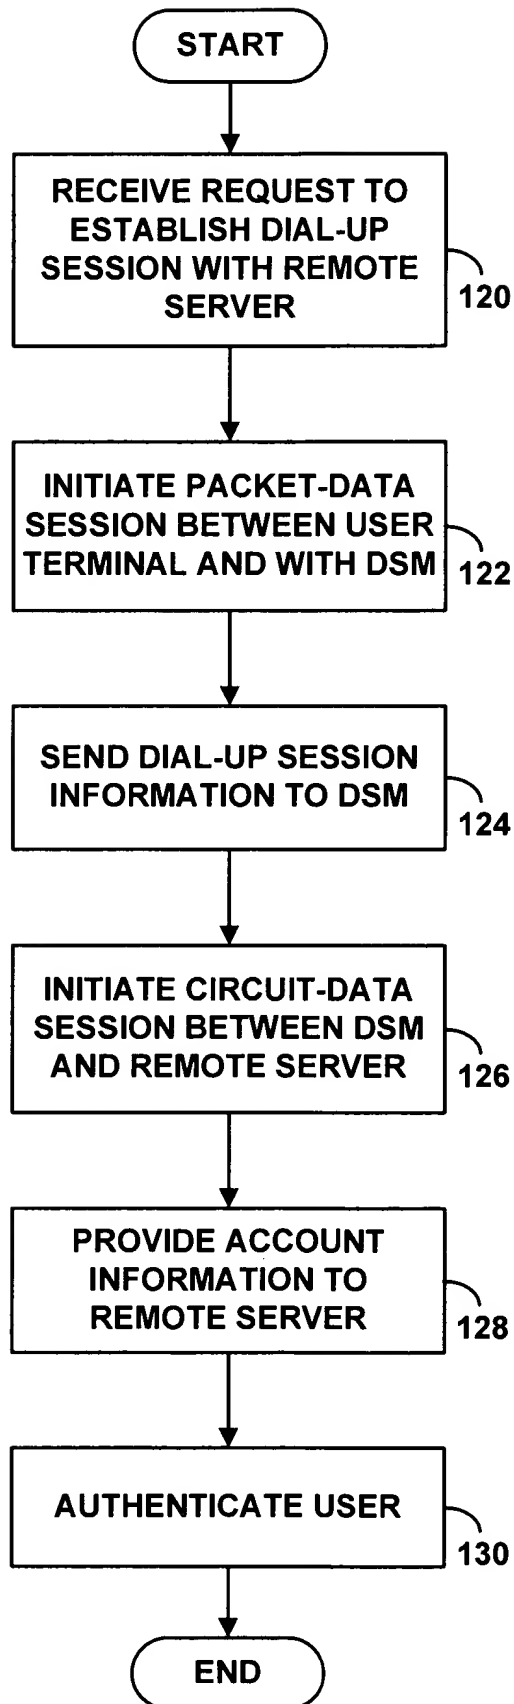 START
RECEIVE REQUEST TO
ESTABLISH DIAL-UP
SESSION WITH REMOTE
SERVER
120
INITIATE PACKET-DATA
SESSION BETWEEN USER
TERMINAL AND WITH DSM
122
SEND DIAL-UP SESSION
INFORMATION TO DSM
124
INITIATE CIRCUIT-DATA
SESSION BETWEEN DSM
AND REMOTE SERVER
126
PROVIDE ACCOUNT
INFORMATION TO
REMOTE SERVER
128
AUTHENTICATE USER
130
END